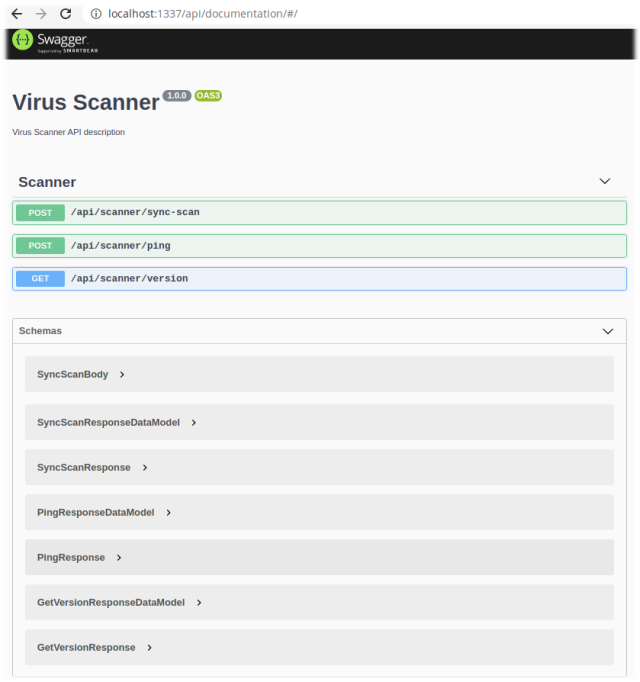 localhost:1337/api/documentation/#/
Swagger.
Supported by SMARTBEAR
Virus Scanner 1.0.0 OAS3
Virus Scanner API description
Scanner
POST /api/scanner/sync-scan
POST /api/scanner/ping
GET /api/scanner/version
Schemas
SyncScanBody
SyncScanResponseDataModel
SyncScanResponse
PingResponseDataModel
PingResponse
GetVersionResponseDataModel
GetVersionResponse